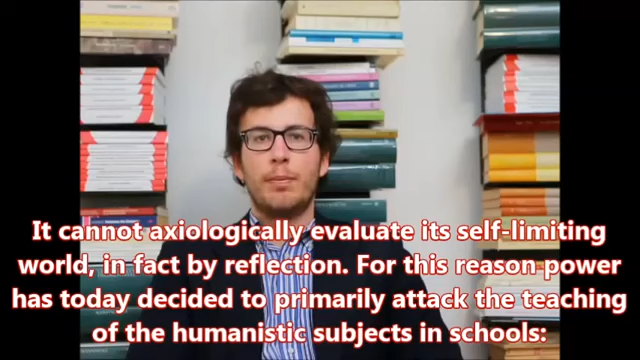 It cannot axiologically evaluate its self-limiting
world, in fact by reflection. For this reason power
has today decided to primarily attack the teaching
of the humanistic subjects in schools: